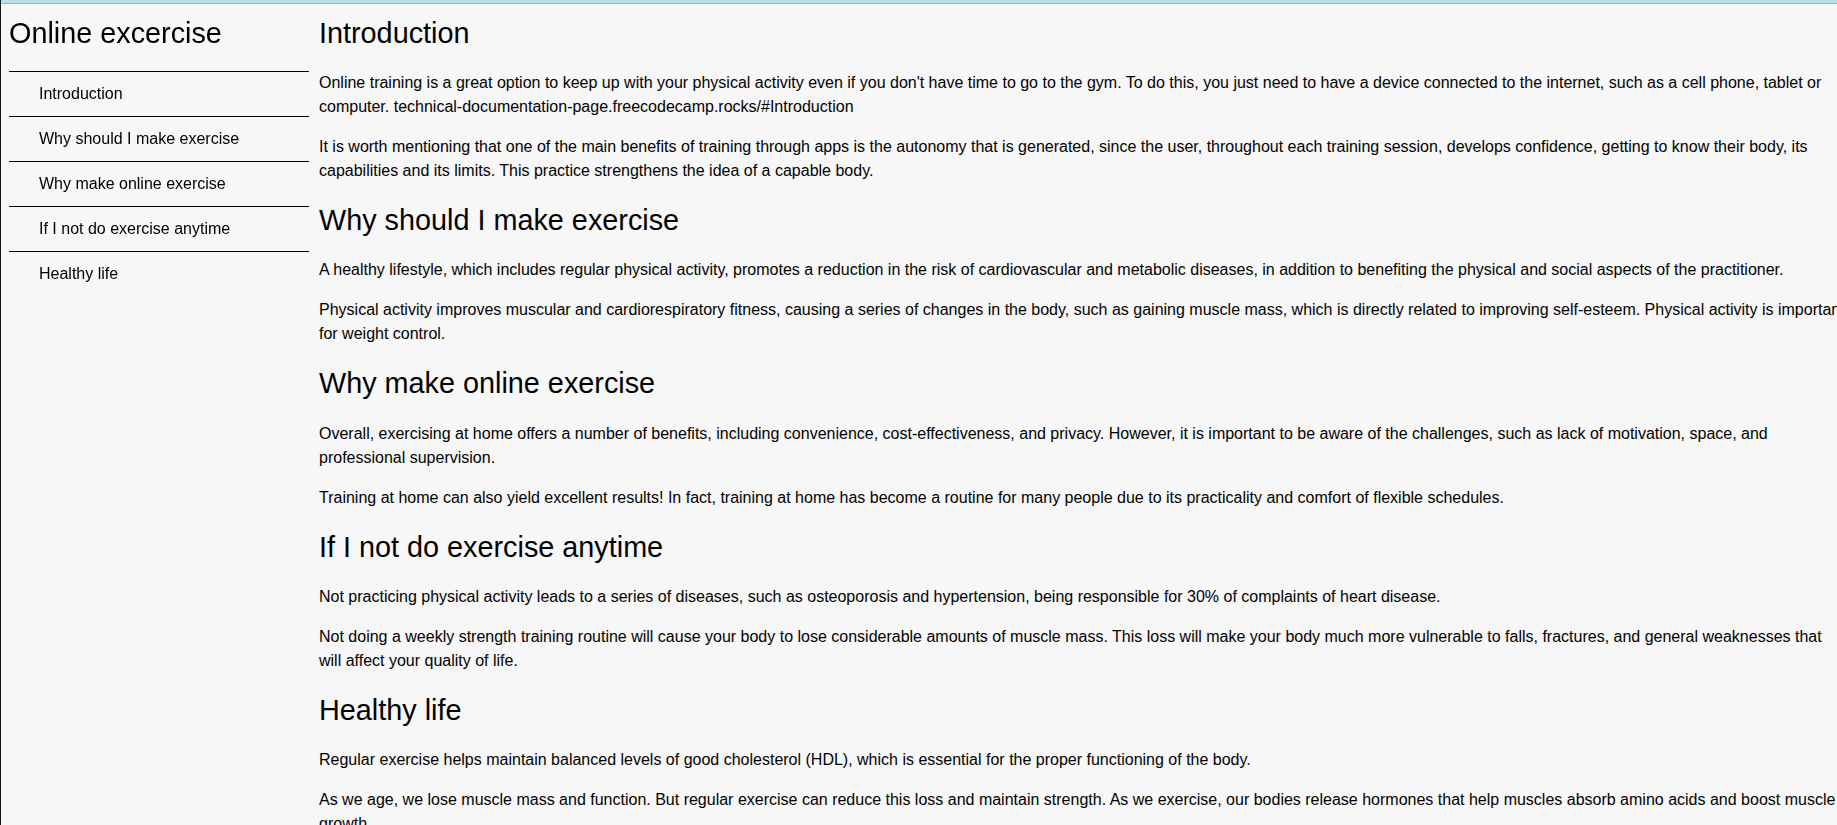 Online excercise
Introduction
Why should I make exercise
Why make online exercise
If I not do exercise anytime
Healthy life
Introduction
Online training is a great option to keep up with your physical activity even if you don't have time to go to the gym. To do this, you just need to have a device connected to the internet, such as a cell phone, tablet or
computer. technical-documentation-page.freecodecamp.rocks/#Introduction
It is worth mentioning that one of the main benefits of training through apps is the autonomy that is generated, since the user, throughout each training session, develops confidence, getting to know their body, its
capabilities and its limits. This practice strengthens the idea of a capable body.
Why should I make exercise
A healthy lifestyle, which includes regular physical activity, promotes a reduction in the risk of cardiovascular and metabolic diseases, in addition to benefiting the physical and social aspects of the practitioner.
Physical activity improves muscular and cardiorespiratory fitness, causing a series of changes in the body, such as gaining muscle mass, which is directly related to improving self-esteem. Physical activity is importan
for weight control.
Why make online exercise
Overall, exercising at home offers a number of benefits, including convenience, cost-effectiveness, and privacy. However, it is important to be aware of the challenges, such as lack of motivation, space, and
professional supervision.
Training at home can also yield excellent results! In fact, training at home has become a routine for many people due to its practicality and comfort of flexible schedules.
If I not do exercise anytime
Not practicing physical activity leads to a series of diseases, such as osteoporosis and hypertension, being responsible for 30% of complaints of heart disease.
Not doing a weekly strength training routine will cause your body to lose considerable amounts of muscle mass. This loss will make your body much more vulnerable to falls, fractures, and general weaknesses that
will affect your quality of life.
Healthy life
Regular exercise helps maintain balanced levels of good cholesterol (HDL), which is essential for the proper functioning of the body.
As we age, we lose muscle mass and function. But regular exercise can reduce this loss and maintain strength. As we exercise, our bodies release hormones that help muscles absorb amino acids and boost muscle
growth.